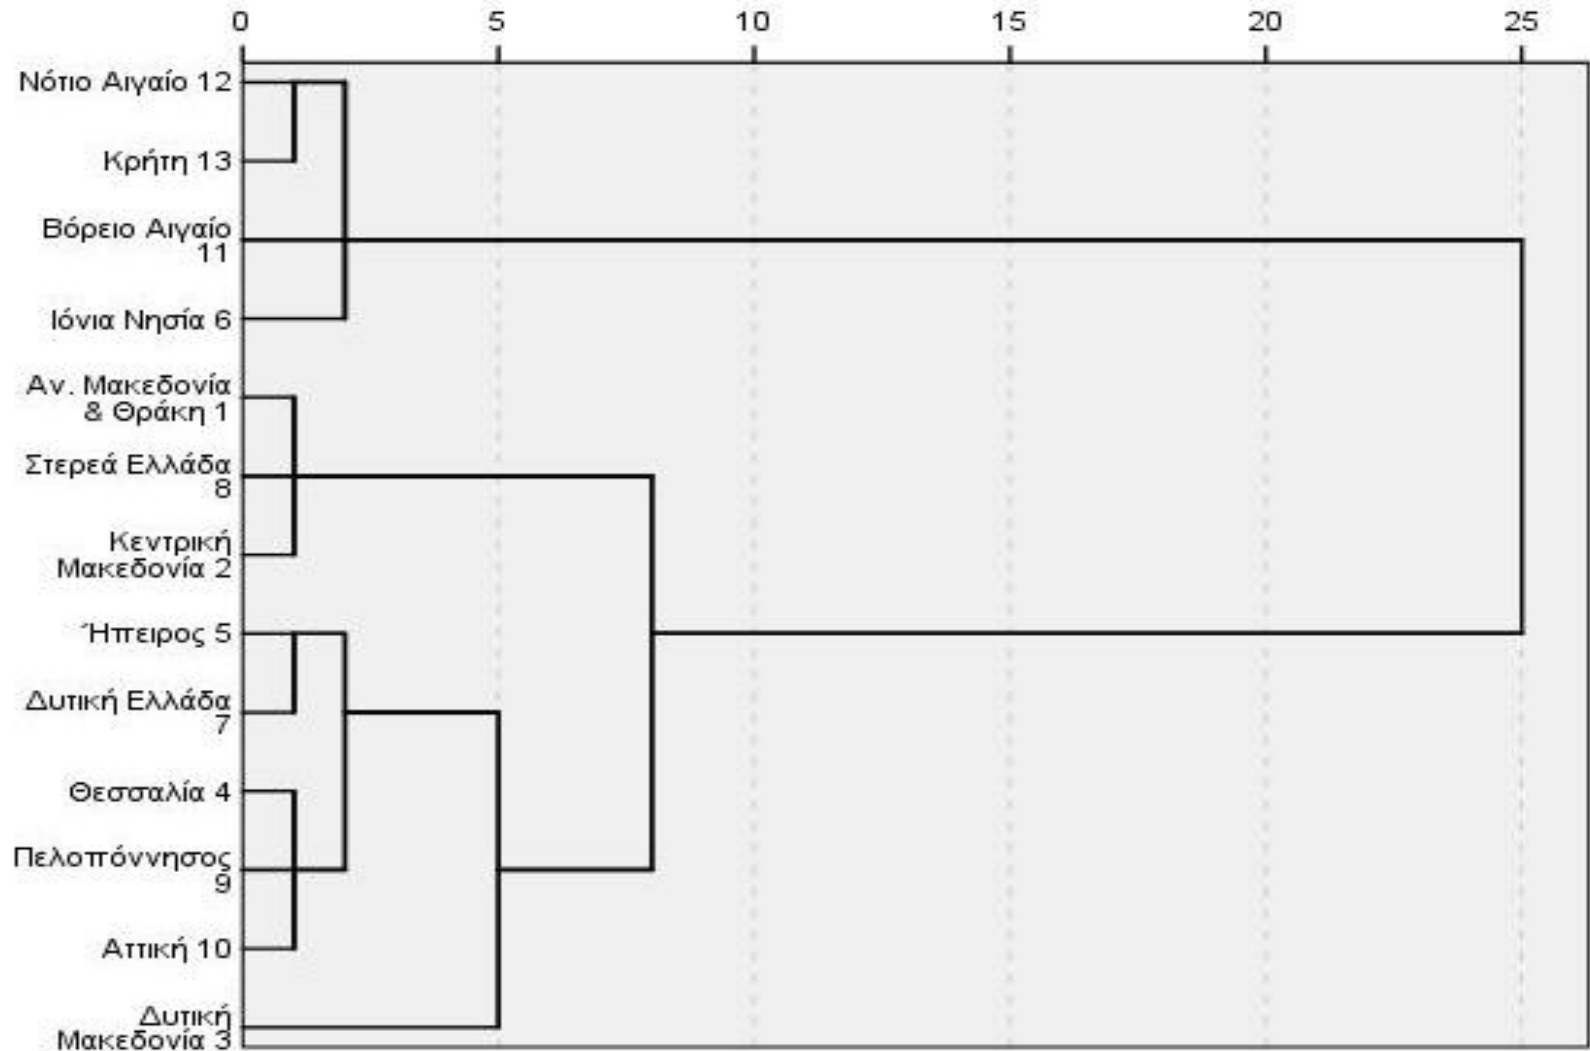 0 5 10 15 20 25
Νότιο Αιγαίο 12
Κρήτη 13
Βόρειο Αιγαίο
11
Ιόνια Νησία 6
Αν. Μακεδονία
& Θράκη 1
Στερεά Ελλάδα
8
Κεντρική
Μακεδονία 2
Ήπειρος 5
Δυτική Ελλάδα
7
Θεσσαλία 4
Πελοπόννησος
9
Αττική 10
Δυτική
Μακεδονία 3